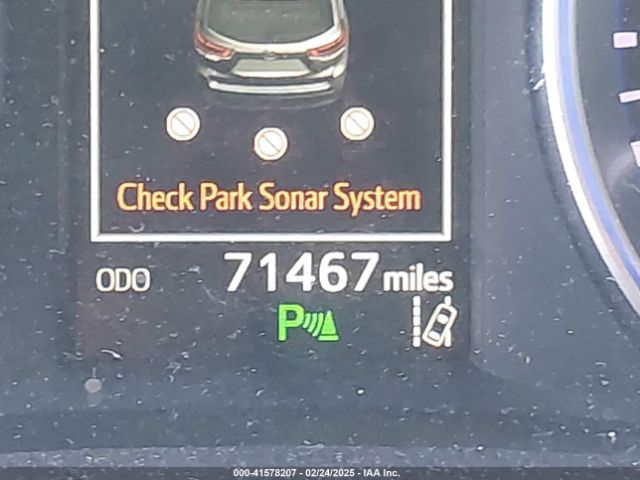 Check Park Sonar System
ODO 71467 miles
P
000-41578207 - 02/24/2025 - IAA Inc.